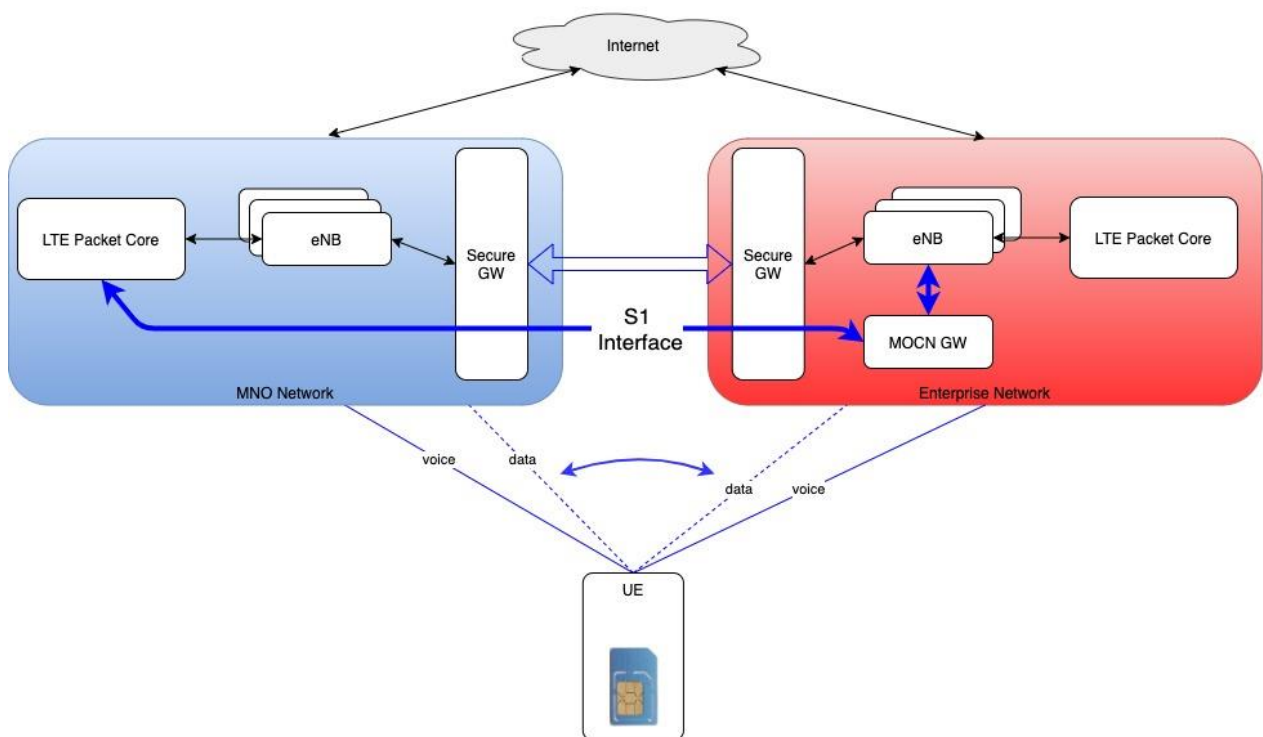 Internet
LTE Packet Core
eNB
Secure
GW
Secure
GW
eNB
LTE Packet Core
S1
Interface
MOCN GW
MNO Network
Enterprise Network
voice
data
data
voice
UE